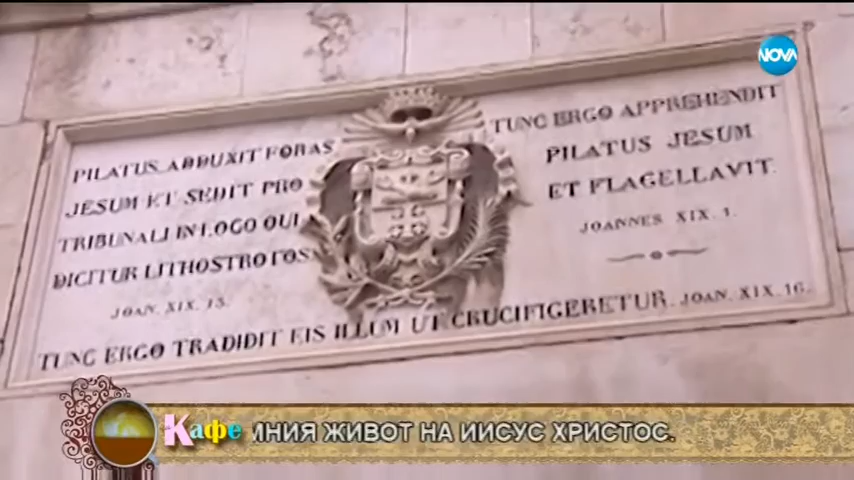 NOVA
PILATUS ADDUXIT FORAS
JESUM ET SEDIT PRO
TRIBUNALI IN LOCO QUI
DICITUR LITHOSTROTOS
JOAN. XIX 13.
TUNC ERGO APPREHENDIT
PILATUS JESUM
ET FLAGELLAVIT.
JOANNES XIX. 1.
TUNC ERGO TRADIDIT EIS ILLUM UT CRUCIFIGERETUR. JOAN. XIX. 16.
Кафе
МНИЯ ЖИВОТ НА ИИСУС ХРИСТОС.